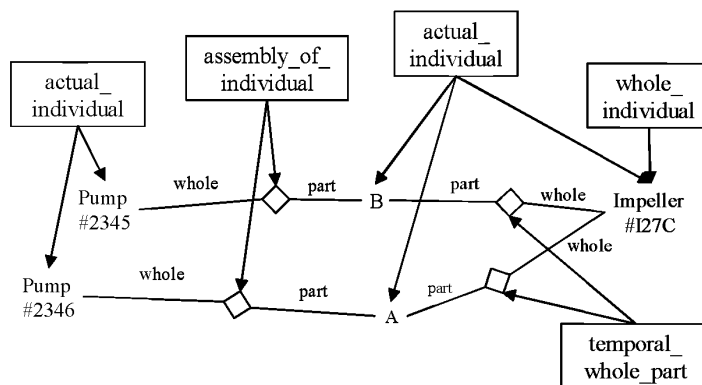 actual_
individual
assembly_of_
individual
actual_
individual
whole_
individual
Pump
#2345
whole
part
B
part
whole
Impeller
#I27C
whole
Pump
#2346
whole
part
A
part
temporal_
whole_part